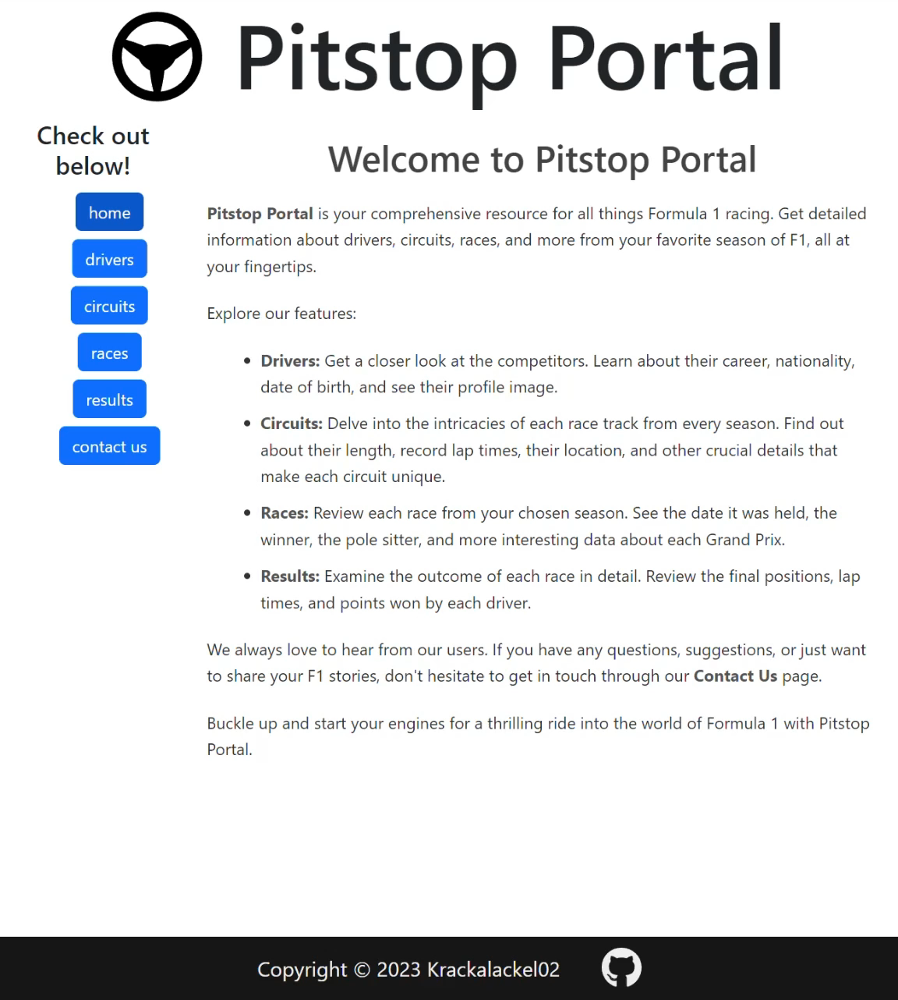 Pitstop Portal
Check out
below!
home
drivers
circuits
races
results
contact us
Welcome to Pitstop Portal
Pitstop Portal is your comprehensive resource for all things Formula 1 racing. Get detailed
information about drivers, circuits, races, and more from your favorite season of F1, all at
your fingertips.
Explore our features:
• Drivers: Get a closer look at the competitors. Learn about their career, nationality,
date of birth, and see their profile image.
• Circuits: Delve into the intricacies of each race track from every season. Find out
about their length, record lap times, their location, and other crucial details that
make each circuit unique.
• Races: Review each race from your chosen season. See the date it was held, the
winner, the pole sitter, and more interesting data about each Grand Prix.
• Results: Examine the outcome of each race in detail. Review the final positions, lap
times, and points won by each driver.
We always love to hear from our users. If you have any questions, suggestions, or just want
to share your F1 stories, don't hesitate to get in touch through our Contact Us page.
Buckle up and start your engines for a thrilling ride into the world of Formula 1 with Pitstop
Portal.
Copyright © 2023 Krackalackel02